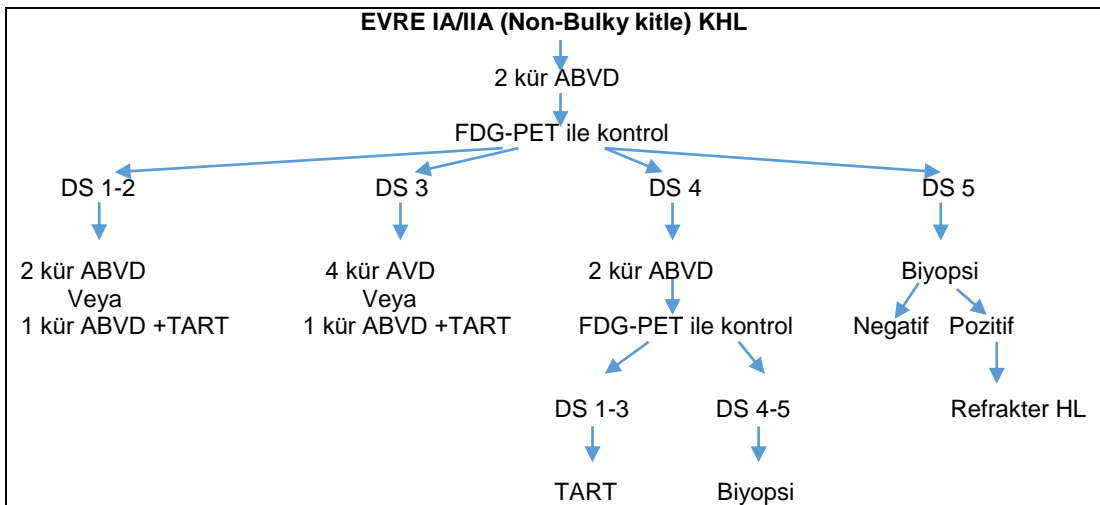 EVRE IA/IIA (Non-Bulky kitle) KHL
2 kür ABVD
FDG-PET ile kontrol
DS 1-2
DS 3
DS 4
DS 5
2 kür ABVD
Veya
1 kür ABVD +TART
4 kür AVD
Veya
1 kür ABVD +TART
2 kür ABVD
FDG-PET ile kontrol
Biyopsi
Negatif
Pozitif
DS 1-3
DS 4-5
Refrakter HL
TART
Biyopsi